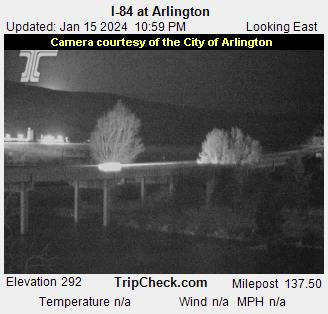 I-84 at Arlington
Updated: Jan 15 2024 10:59 PM Looking East
Camera courtesy of the City of Arlington
Elevation 292 TripCheck.com Milepost 137.50
Temperature n/a Wind n/a MPH n/a